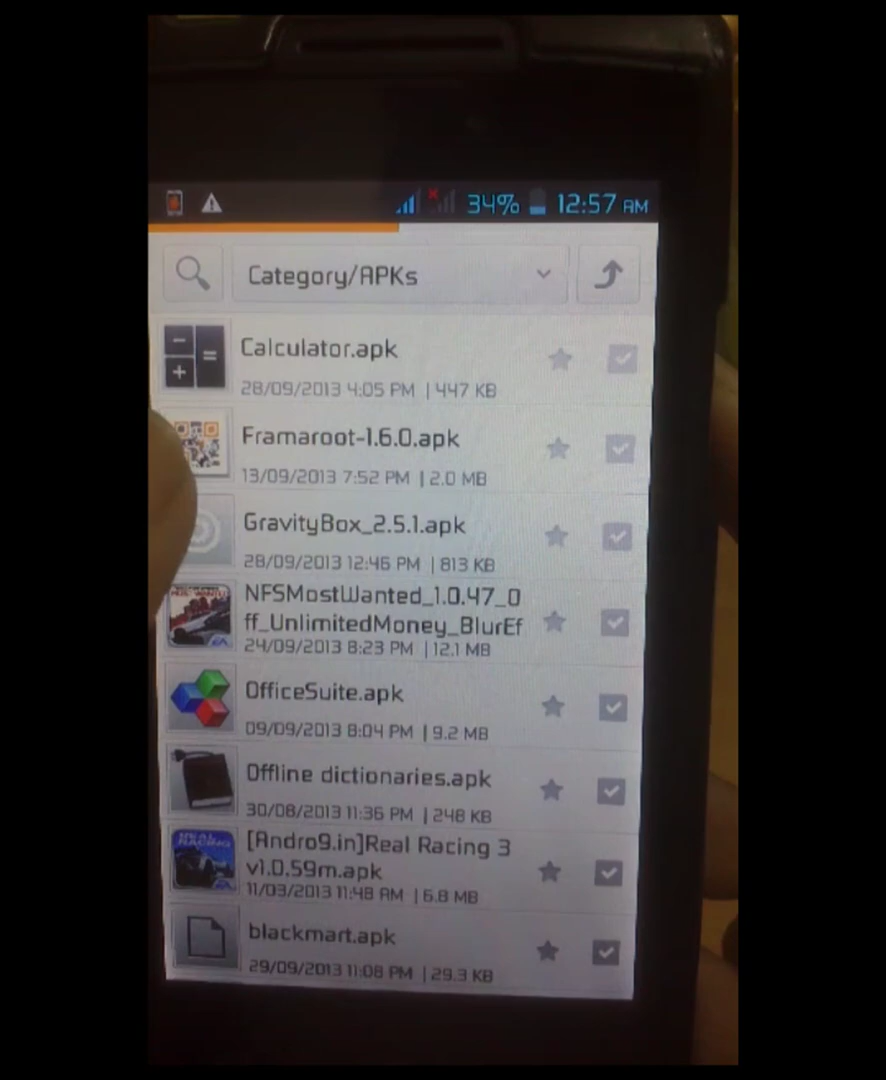 34% 12:57 AM
Category/APKs
Calculator.apk
28/09/2013 4:05 PM | 447 KB
Framaroot-1.6.0.apk
13/09/2013 7:52 PM | 2.0 MB
GravityBox_2.5.1.apk
28/09/2013 12:46 PM | 813 KB
NFSMostWanted_1.0.47_O
ff_UnlimitedMoney_BlurEf
24/09/2013 8:23 PM | 12.1 MB
OfficeSuite.apk
09/09/2013 8:04 PM | 9.2 MB
Offline dictionaries.apk
30/08/2013 11:36 PM | 248 KB
REAL RACING
[Andro9.in]Real Racing 3
v1.0.59m.apk
11/03/2013 11:48 AM | 6.8 MB
blackmart.apk
29/09/2013 11:08 PM | 29.3 KB